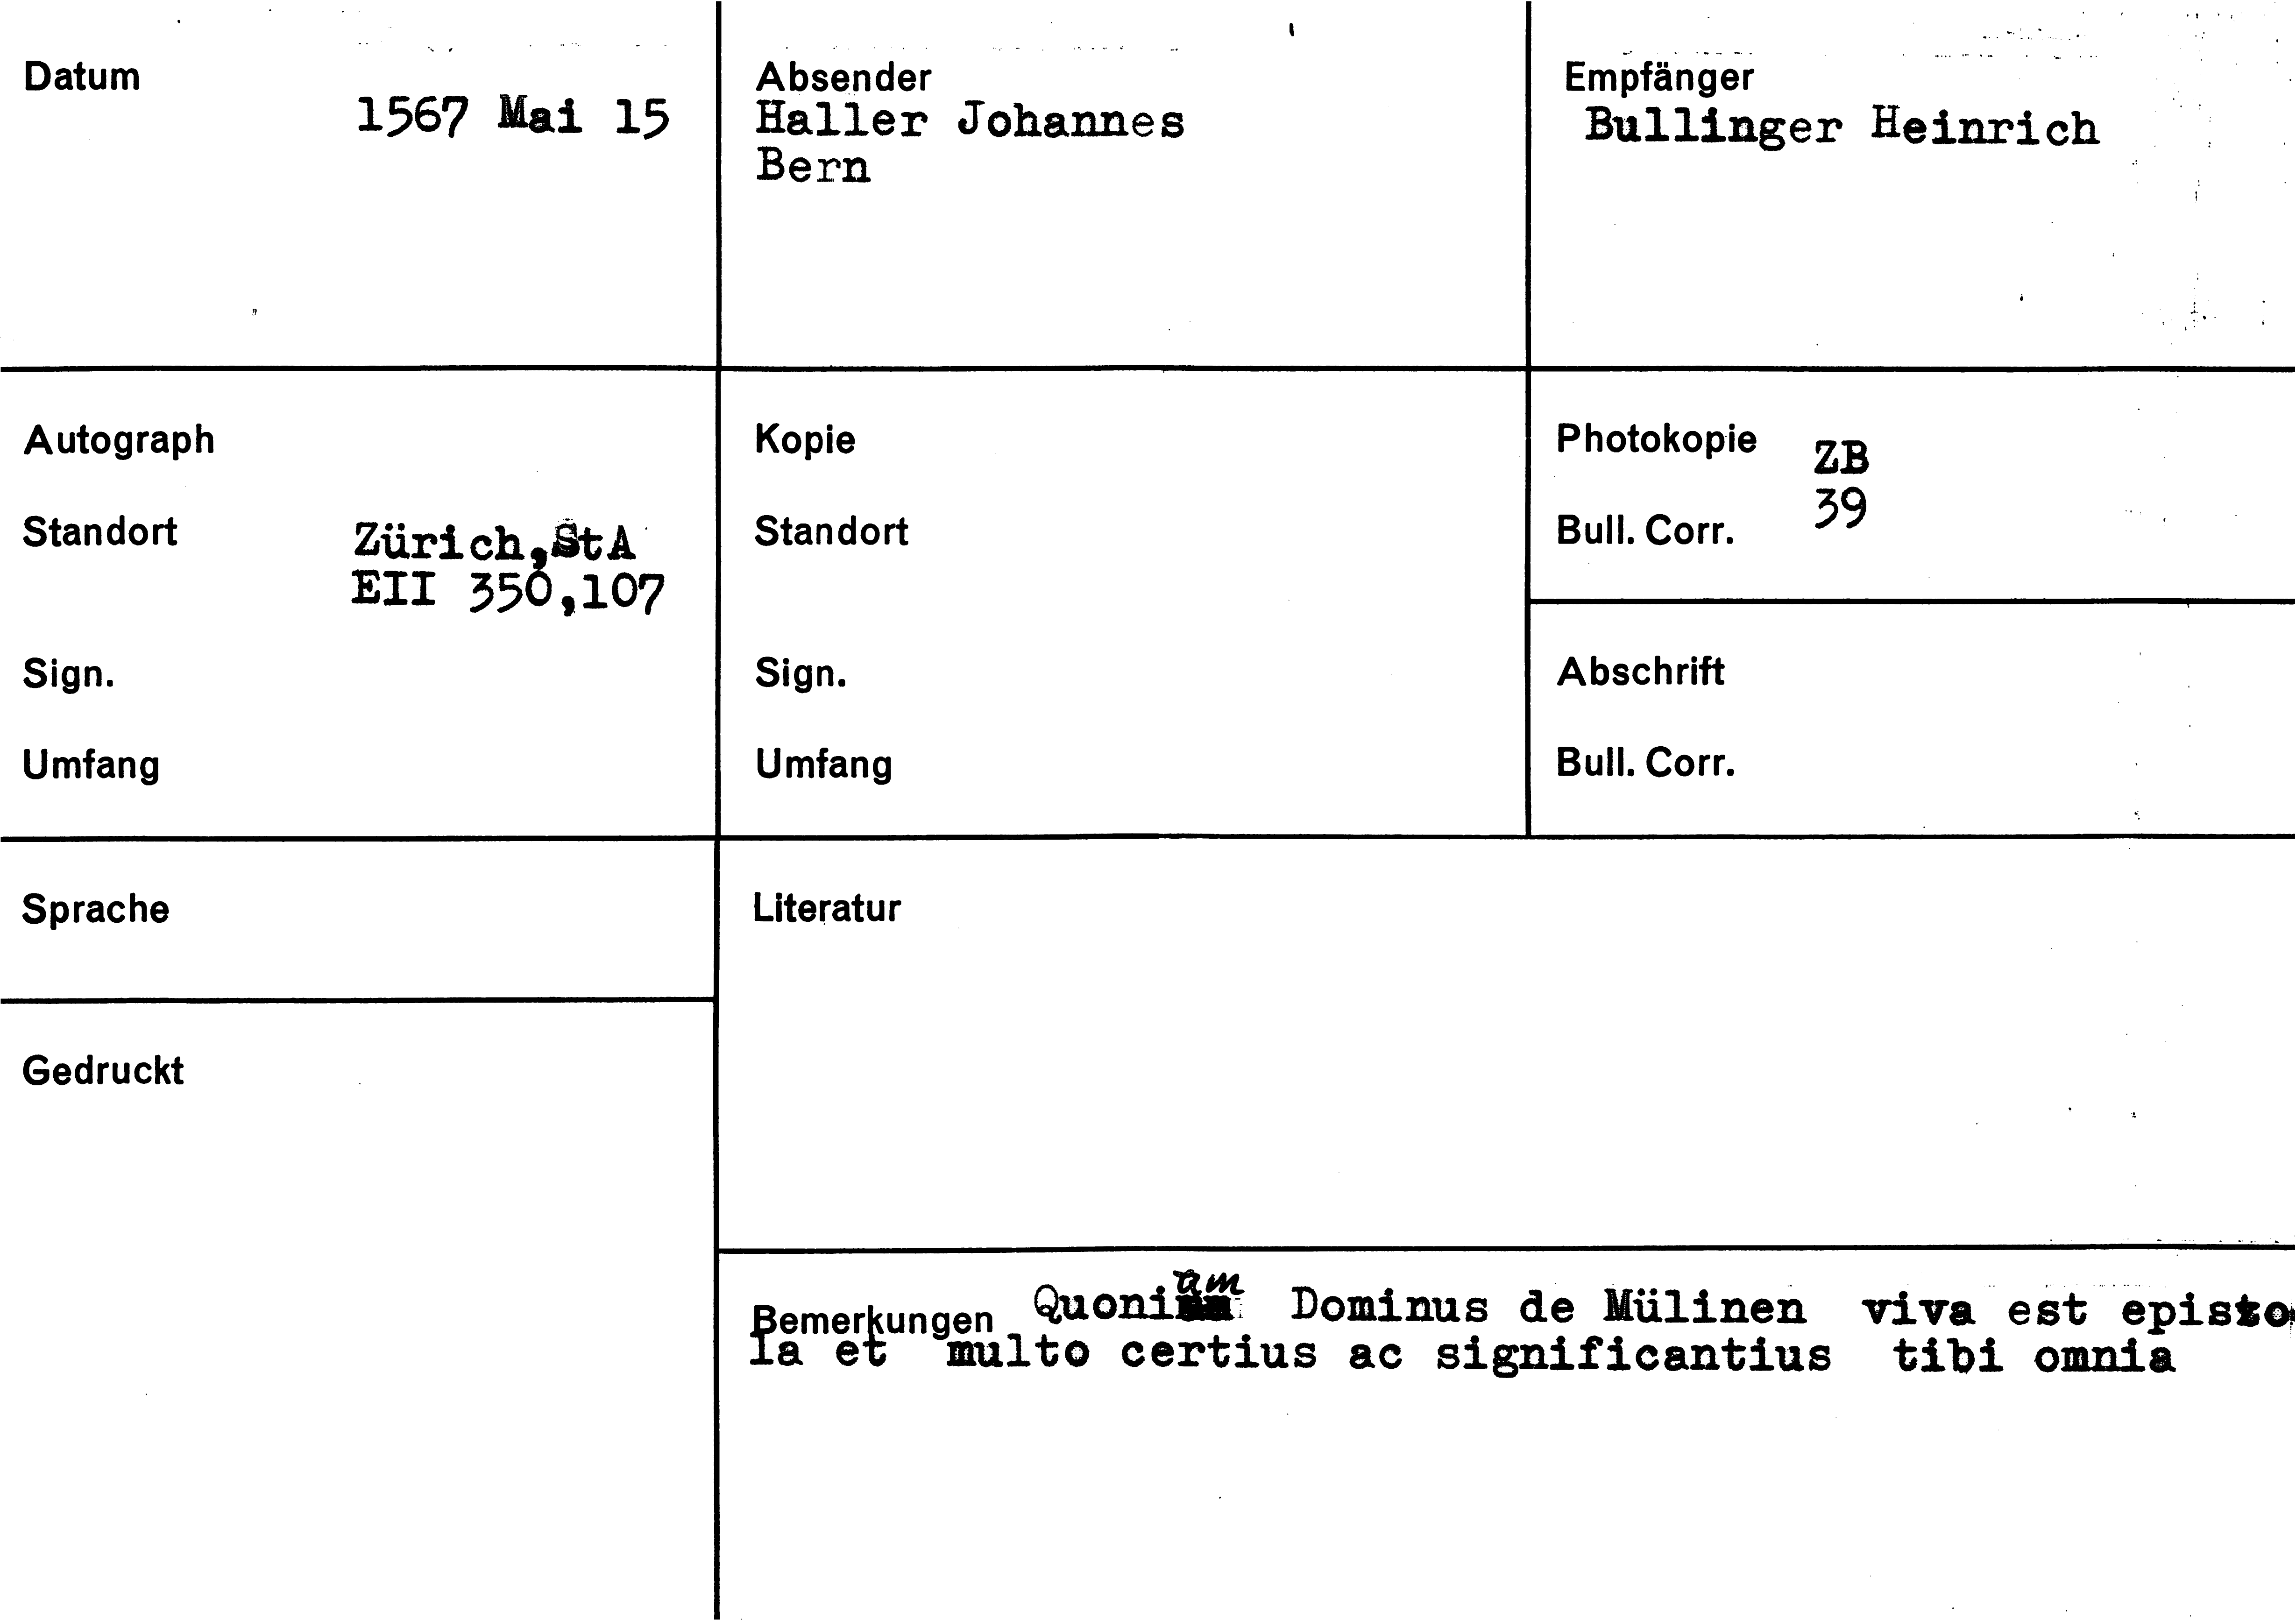 Datum
1567 Mai 15
Absender
Haller Johannes
Bern
Empfänger
Bullinger Heinrich
Autograph
Standort
Zürich,StA
EII 350,107
Sign.
Umfang
Kopie
Standort
Sign.
Umfang
Photokopie ZB
Bull. Corr. 39
Abschrift
Bull. Corr.
Sprache
Gedruckt
Literatur
Bemerkungen Quoniam Dominus de Mülinen viva est episto
la et multo certius ac significantius tibi omnia